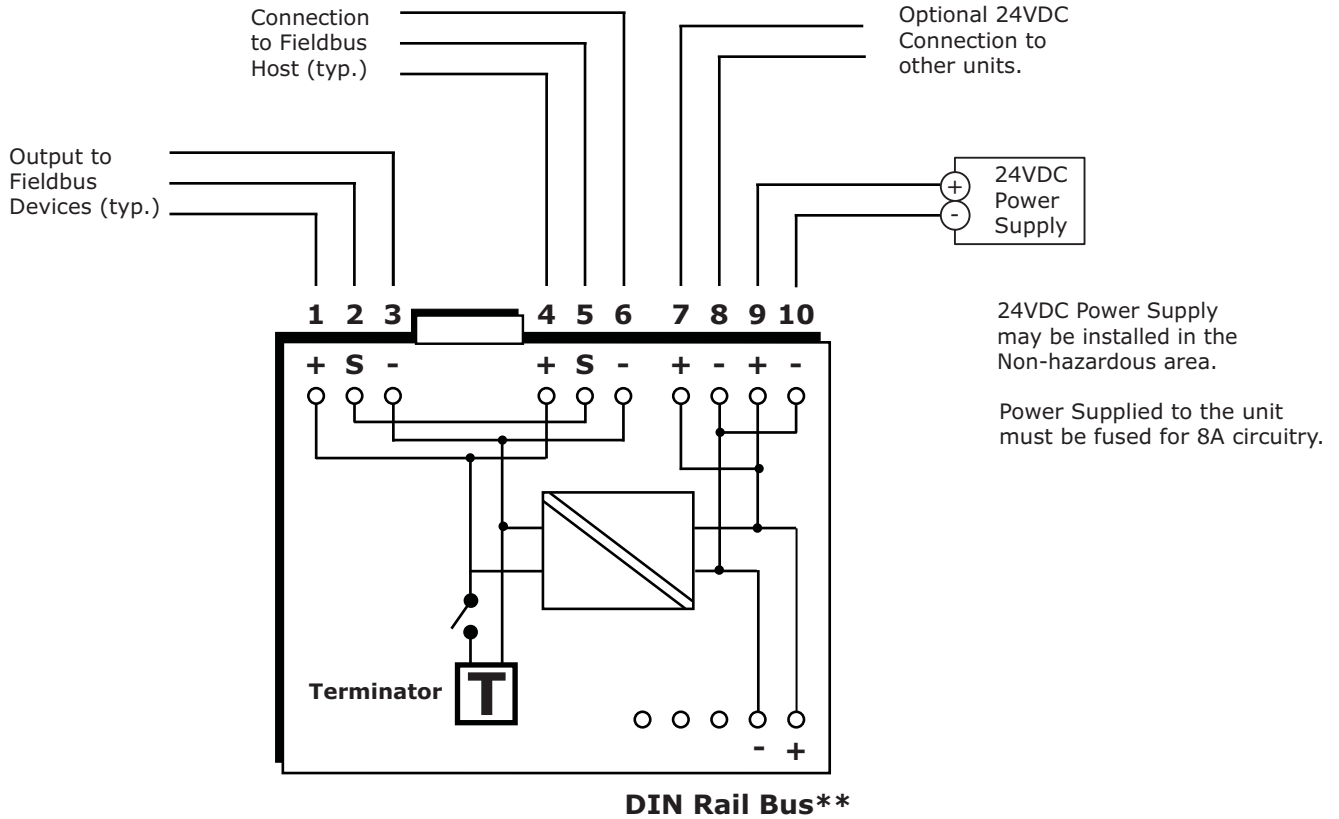 Connection
to Fieldbus
Host (typ.)
Optional 24VDC
Connection to
other units.
Output to
Fieldbus
Devices (typ.)
+
-
24VDC
Power
Supply
1 2 3 4 5 6 7 8 9 10
+ S - + S - + - + -
24VDC Power Supply
may be installed in the
Non-hazardous area.
Power Supplied to the unit
must be fused for 8A circuitry.
Terminator T
- +
DIN Rail Bus**